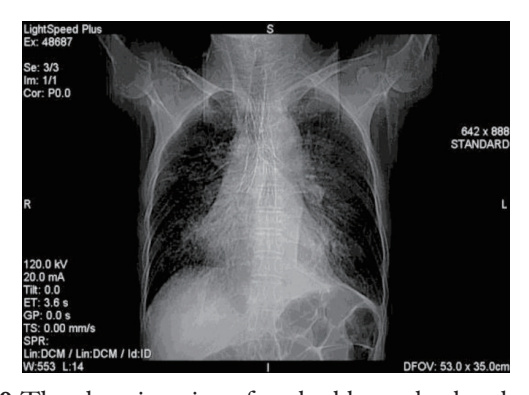 LightSpeed Plus
Ex: 48687
Se: 3/3
Im: 1/1
Cor: P0.0
S
642 x 888
STANDARD
R
L
120.0 kV
20.0 mA
Tilt: 0.0
ET: 3.6 s
GP: 0.0 s
TS: 0.00 mm/s
SPR:
Lin:DCM / Lin:DCM / Id:ID
W:553 L:14
I
DFOV: 53.0 x 35.0cm